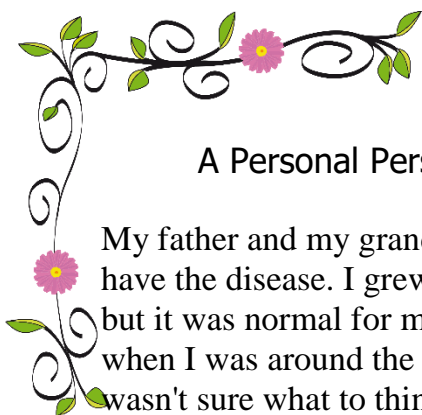 A Personal Pers
My father and my grand
have the disease. I grew
but it was normal for m
when I was around the
wasn't sure what to thin